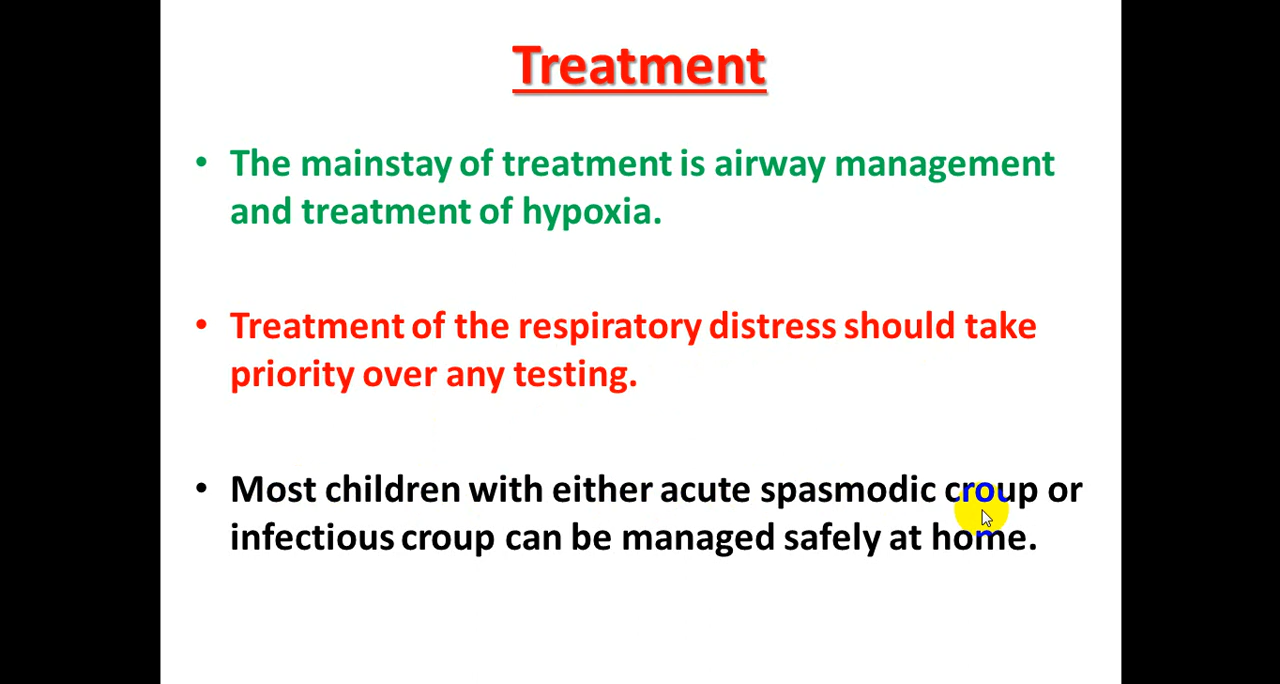 Treatment
• The mainstay of treatment is airway management
and treatment of hypoxia.
• Treatment of the respiratory distress should take
priority over any testing.
• Most children with either acute spasmodic croup or
infectious croup can be managed safely at home.